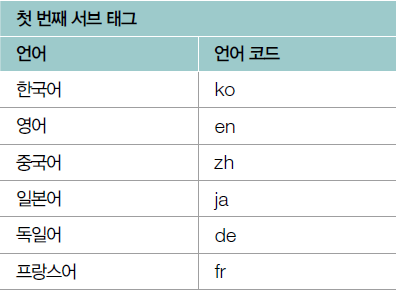 첫 번째 서브 태그
언어 언어 코드
한국어 ko
영어 en
중국어 zh
일본어 ja
독일어 de
프랑스어 fr